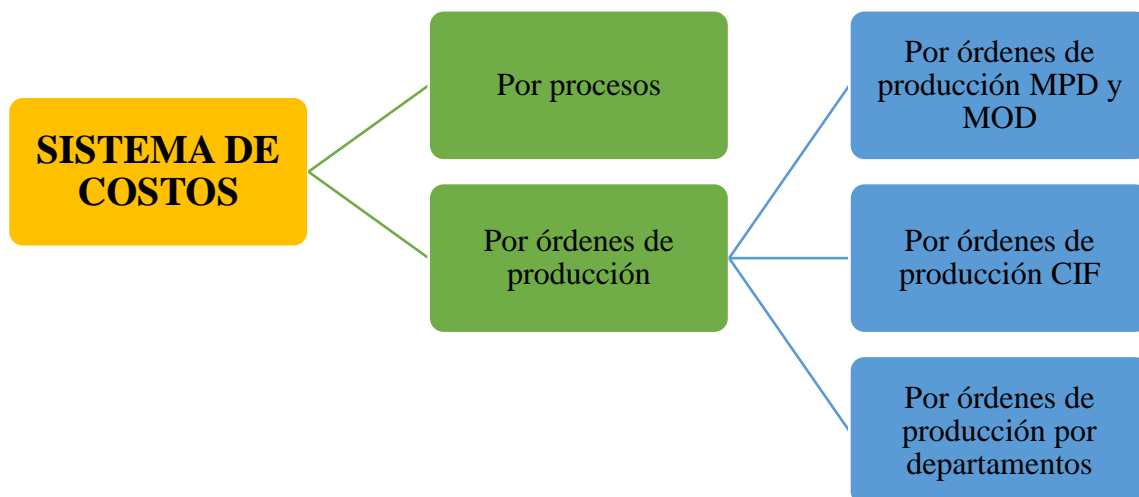 SISTEMA DE
COSTOS
Por procesos
Por órdenes de
producción
Por órdenes de
producción MPD y
MOD
Por órdenes de
producción CIF
Por órdenes de
producción por
departamentos